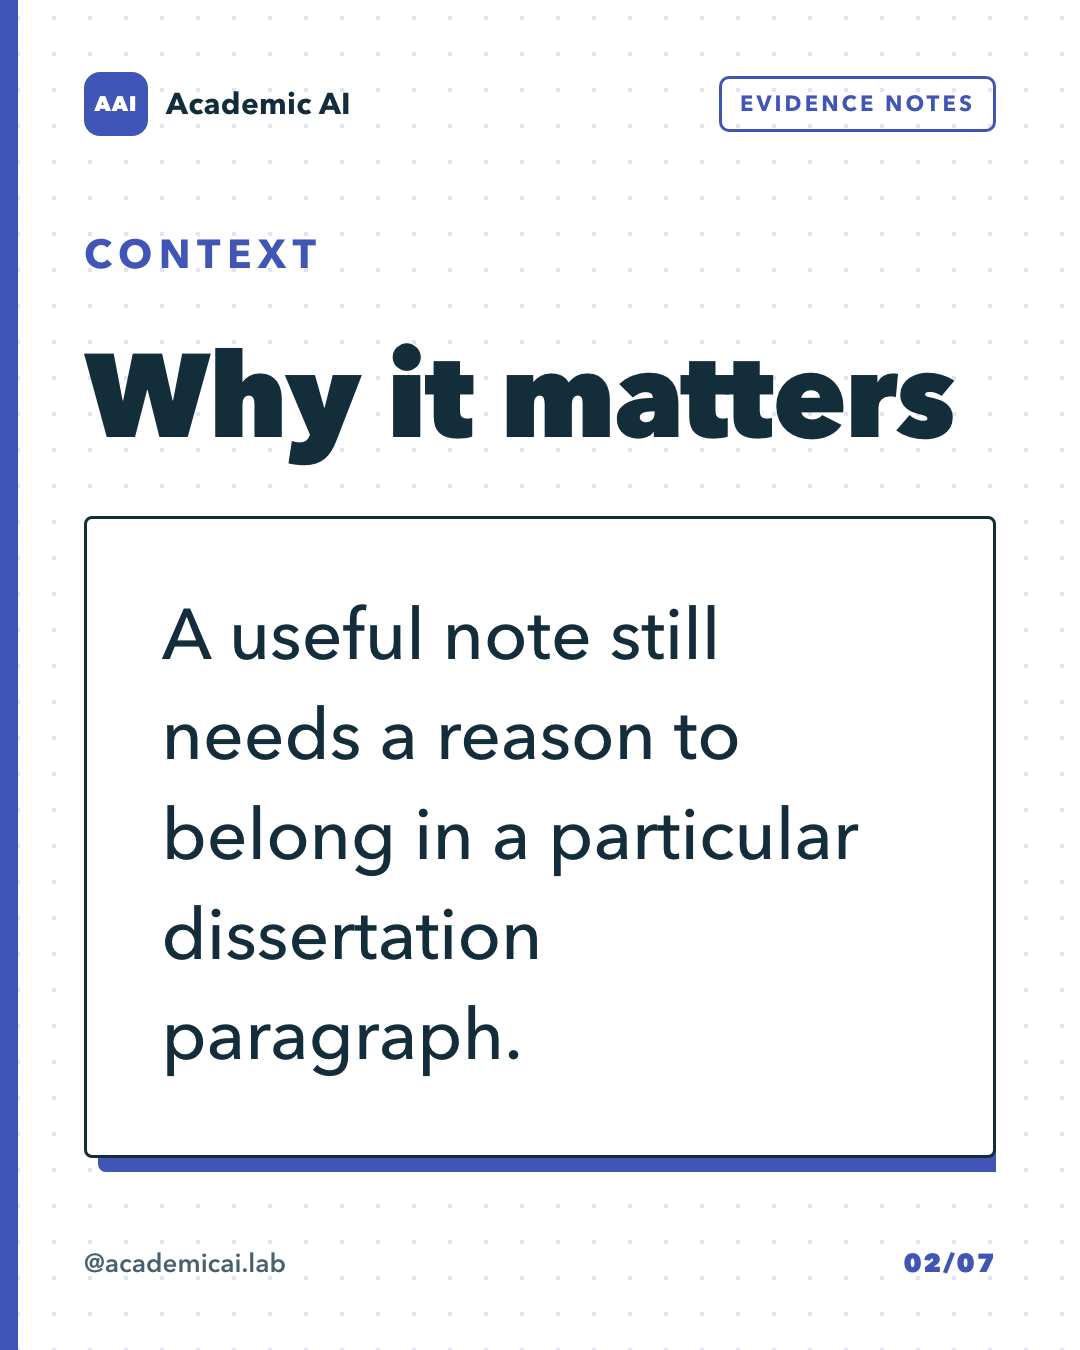 AAI
Academic AI
EVIDENCE NOTES
CONTEXT
Why it matters
A useful note still
needs a reason to
belong in a particular
dissertation
paragraph.
@academicai.lab
02/07